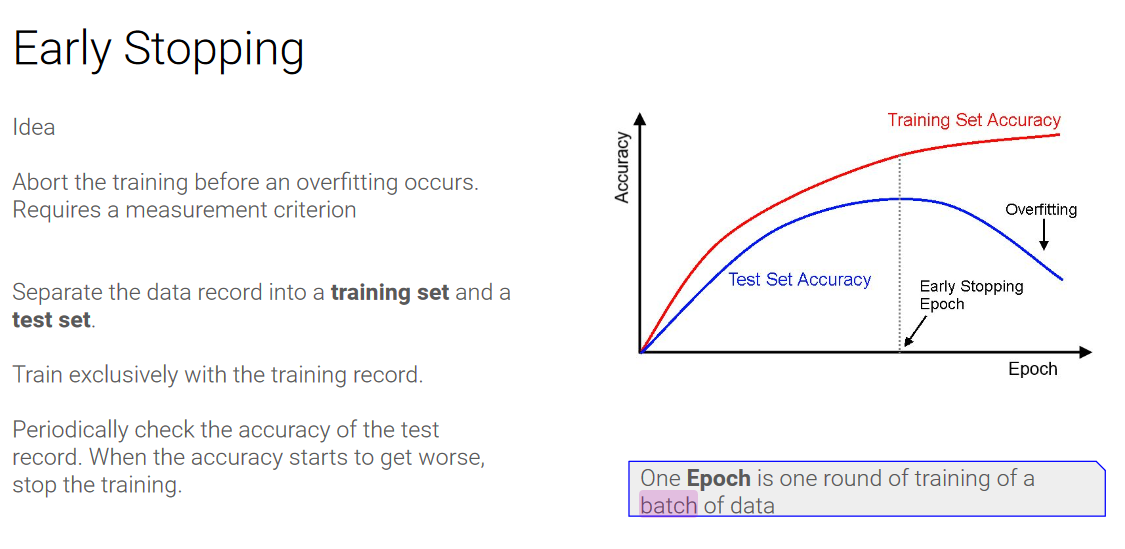 Early Stopping
Idea
Abort the training before an overfitting occurs.
Requires a measurement criterion
Separate the data record into a training set and a
test set.
Train exclusively with the training record.
Periodically check the accuracy of the test
record. When the accuracy starts to get worse,
stop the training.
Accuracy
Training Set Accuracy
Overfitting
Test Set Accuracy
Early Stopping
Epoch
Epoch
One Epoch is one round of training of a
batch of data